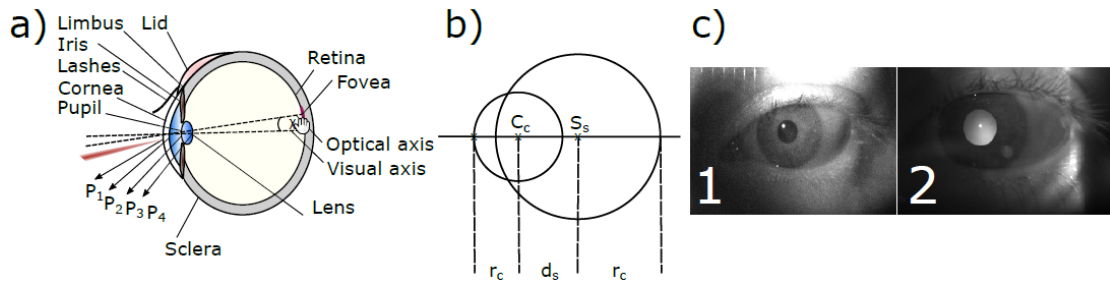 a)
Limbus Lid
Iris
Lashes
Cornea
Pupil
Retina
Fovea
Optical axis
Visual axis
Lens
Sclera
P1 P2 P3 P4
b)
Cc Ss
rc ds rc
c)
1 2